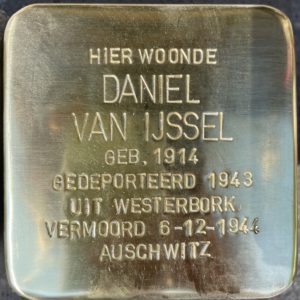 HIER WOONDE
DANIEL
VAN IJSSEL
GEB. 1914
GEDEPORTEERD 1943
UIT WESTERBORK
VERMOORD 6-12-1944
AUSCHWITZ